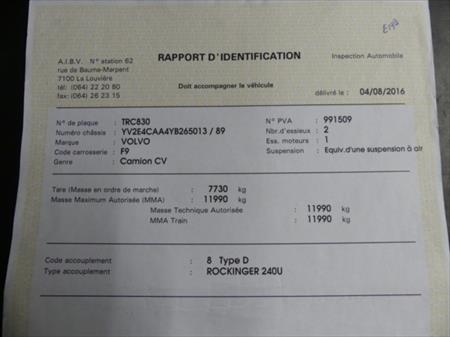 A.I.B.V. N° station 62
rue de Baume-Marpent
7100 La Louvière
tél: (064) 22 20 80
fax: (064) 26 23 15
RAPPORT D'IDENTIFICATION
Inspection Automobile
Doit accompagner le véhicule
délivré le : 04/08/2016
N° de plaque : TRC830
N° PVA : 991509
Numéro châssis : YV2E4CAA4YB265013 / 89
Nbr.d'essieux : 2
Marque : VOLVO
Ess. moteurs : 1
Code carrosserie : F9
Suspension : Equiv.d'une suspension à air
Genre : Camion CV
Tare (Masse en ordre de marche) : 7730 kg
Masse Maximum Autorisée (MMA) : 11990 kg
Masse Technique Autorisée : 11990 kg
MMA Train : 11990 kg
Code accouplement : 8 Type D
Type accouplement : ROCKINGER 240U